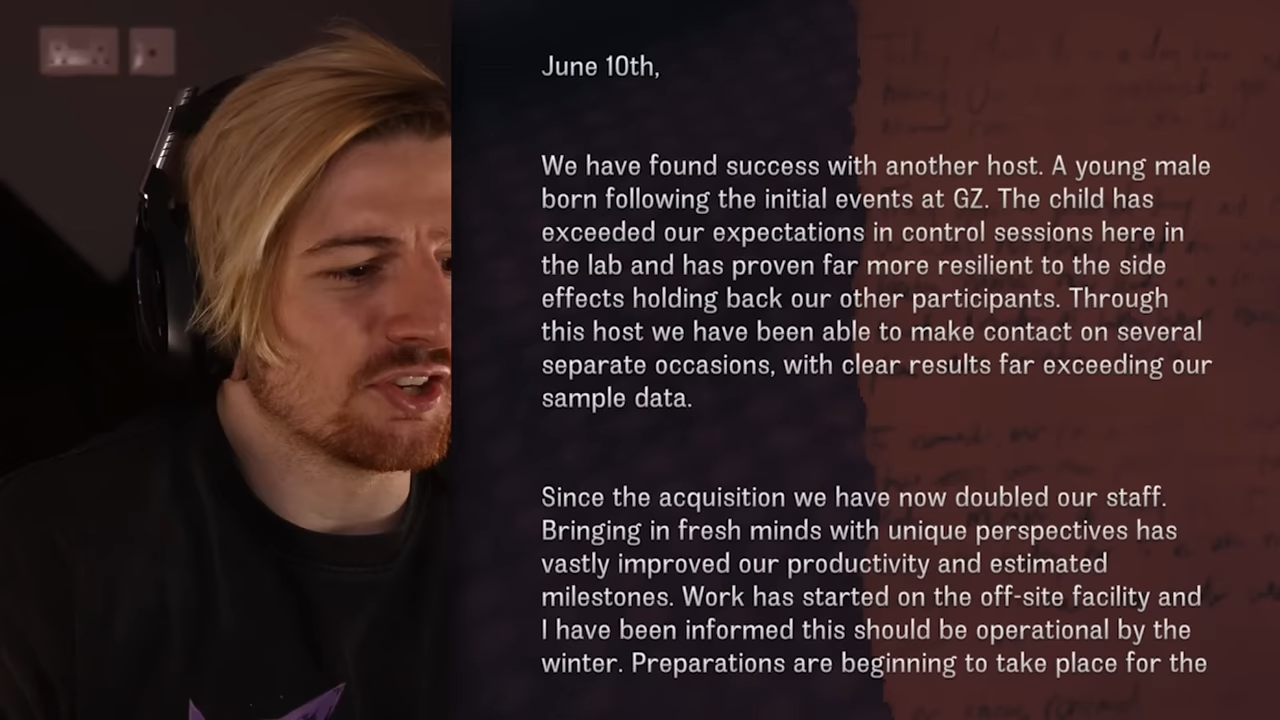 June 10th,
We have found success with another host. A young male
born following the initial events at GZ. The child has
exceeded our expectations in control sessions here in
the lab and has proven far more resilient to the side
effects holding back our other participants. Through
this host we have been able to make contact on several
separate occasions, with clear results far exceeding our
sample data.
Since the acquisition we have now doubled our staff.
Bringing in fresh minds with unique perspectives has
vastly improved our productivity and estimated
milestones. Work has started on the off-site facility and
I have been informed this should be operational by the
winter. Preparations are beginning to take place for the